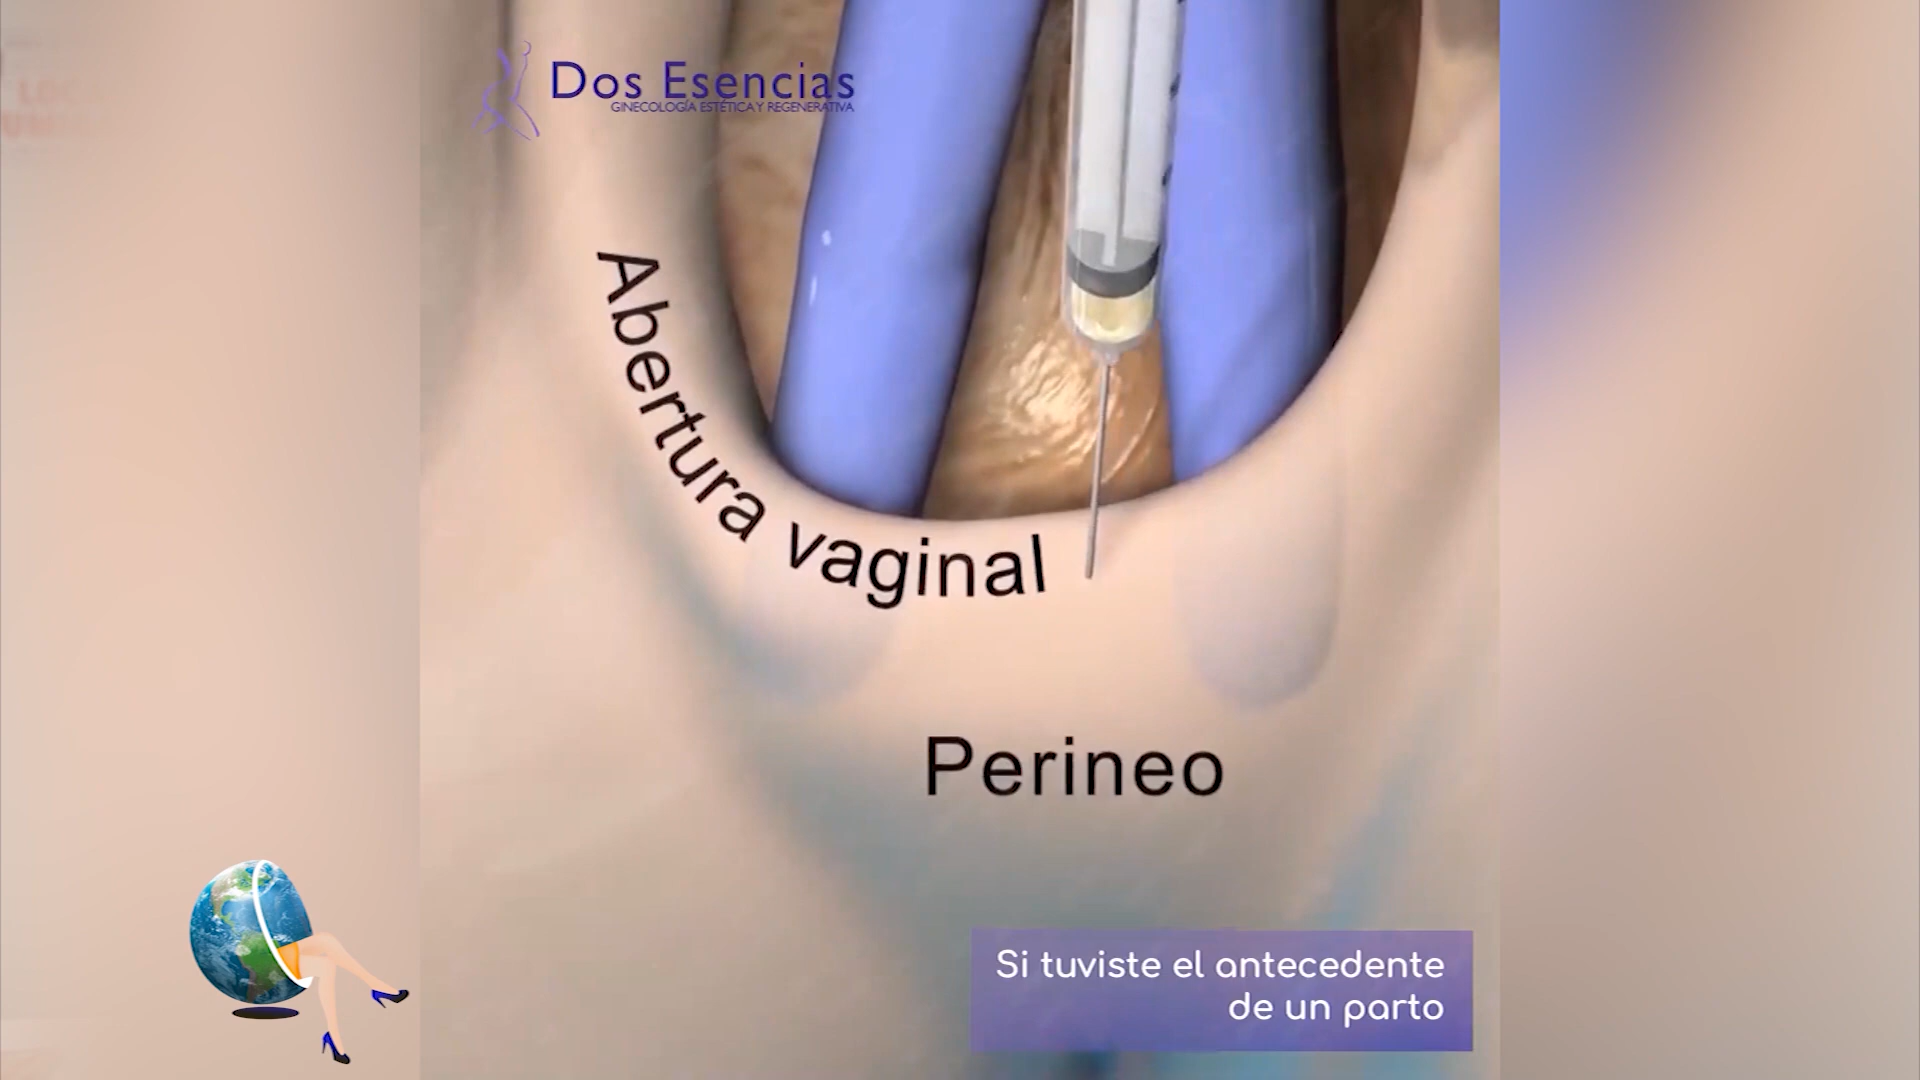 Dos Esencias
GINECOLOGÍA ESTÉTICA Y REGENERATIVA
Abertura vaginal
Perineo
Si tuviste el antecedente
de un parto